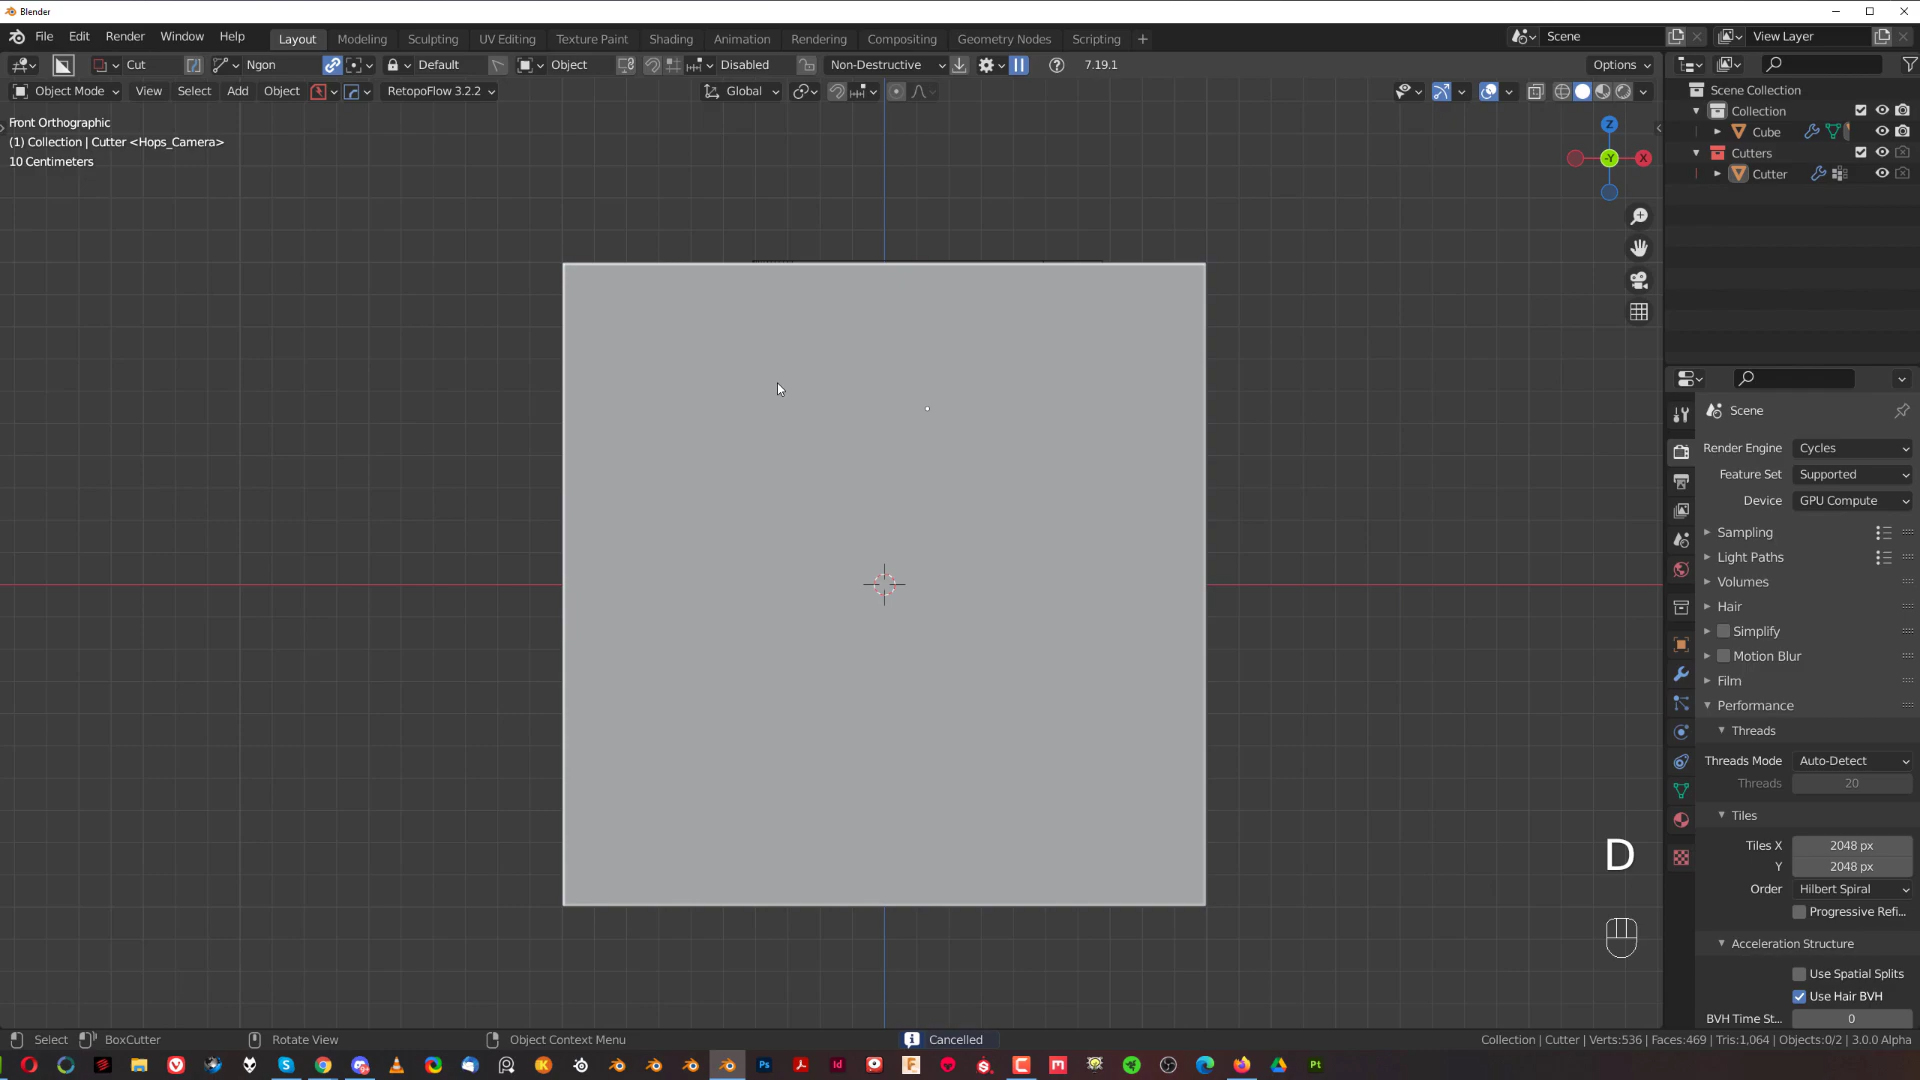 Blender
File Edit Render Window Help Layout Modeling Sculpting UV Editing Texture Paint Shading Animation Rendering Compositing Geometry Nodes Scripting + Scene View Layer
Cut Ngon Default Object Disabled Non-Destructive 7.19.1 Options
Object Mode View Select Add Object RetopoFlow 3.2.2 Global
Front Orthographic
(1) Collection | Cutter <Hops_Camera>
10 Centimeters
Z
-Y
X
Scene Collection
Collection
Cube
Cutters
Cutter
Scene
Render Engine Cycles
Feature Set Supported
Device GPU Compute
Sampling
Light Paths
Volumes
Hair
Simplify
Motion Blur
Film
Performance
Threads
Threads Mode Auto-Detect
Threads 20
Tiles
Tiles X 2048 px
Y 2048 px
Order Hilbert Spiral
Progressive Refi...
Acceleration Structure
Use Spatial Splits
Use Hair BVH
BVH Time St... 0
D
Select BoxCutter Rotate View Object Context Menu Cancelled Collection | Cutter | Verts:536 | Faces:469 | Tris:1,064 | Objects:0/2 | 3.0.0 Alpha